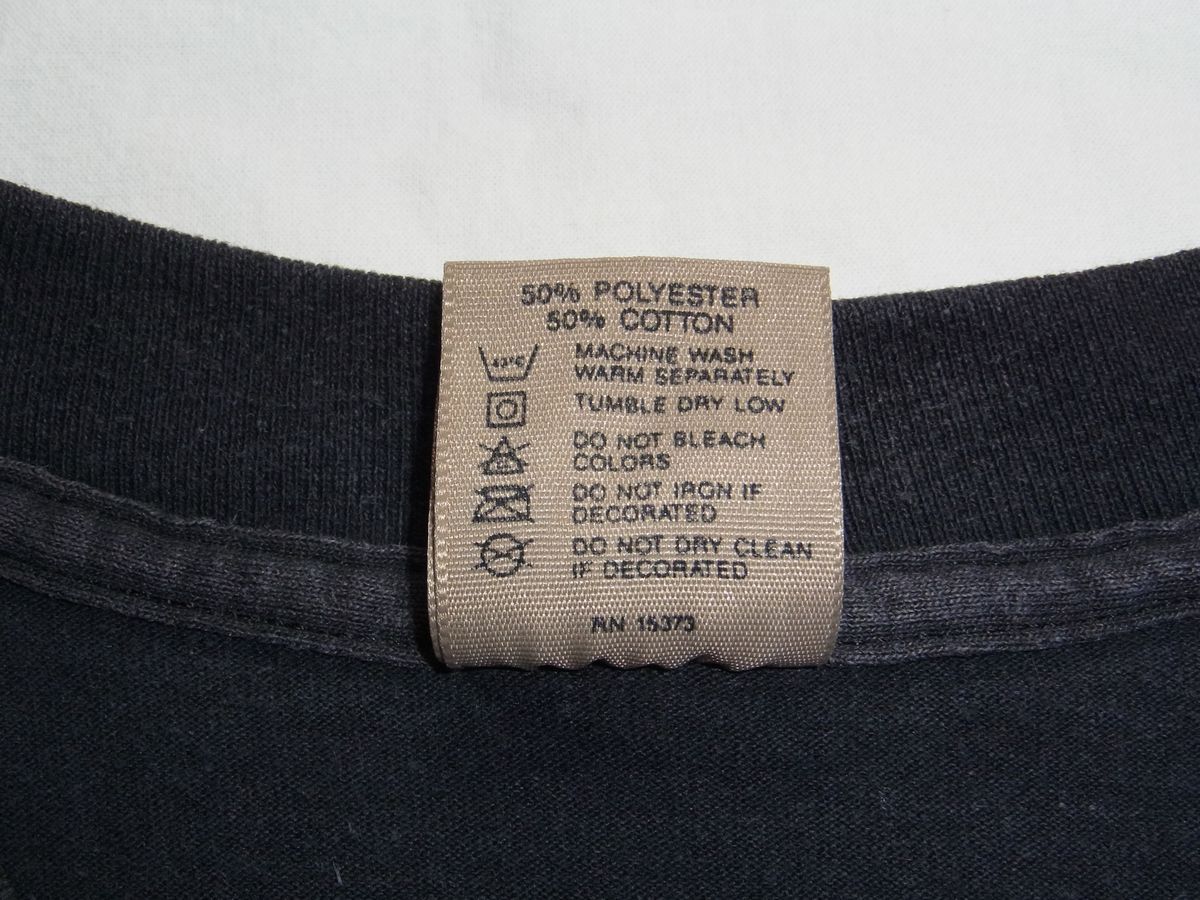 50% POLYESTER
50% COTTON
MACHINE WASH
WARM SEPARATELY
TUMBLE DRY LOW
DO NOT BLEACH
COLORS
DO NOT IRON IF
DECORATED
DO NOT DRY CLEAN
IF DECORATED
RN 15373